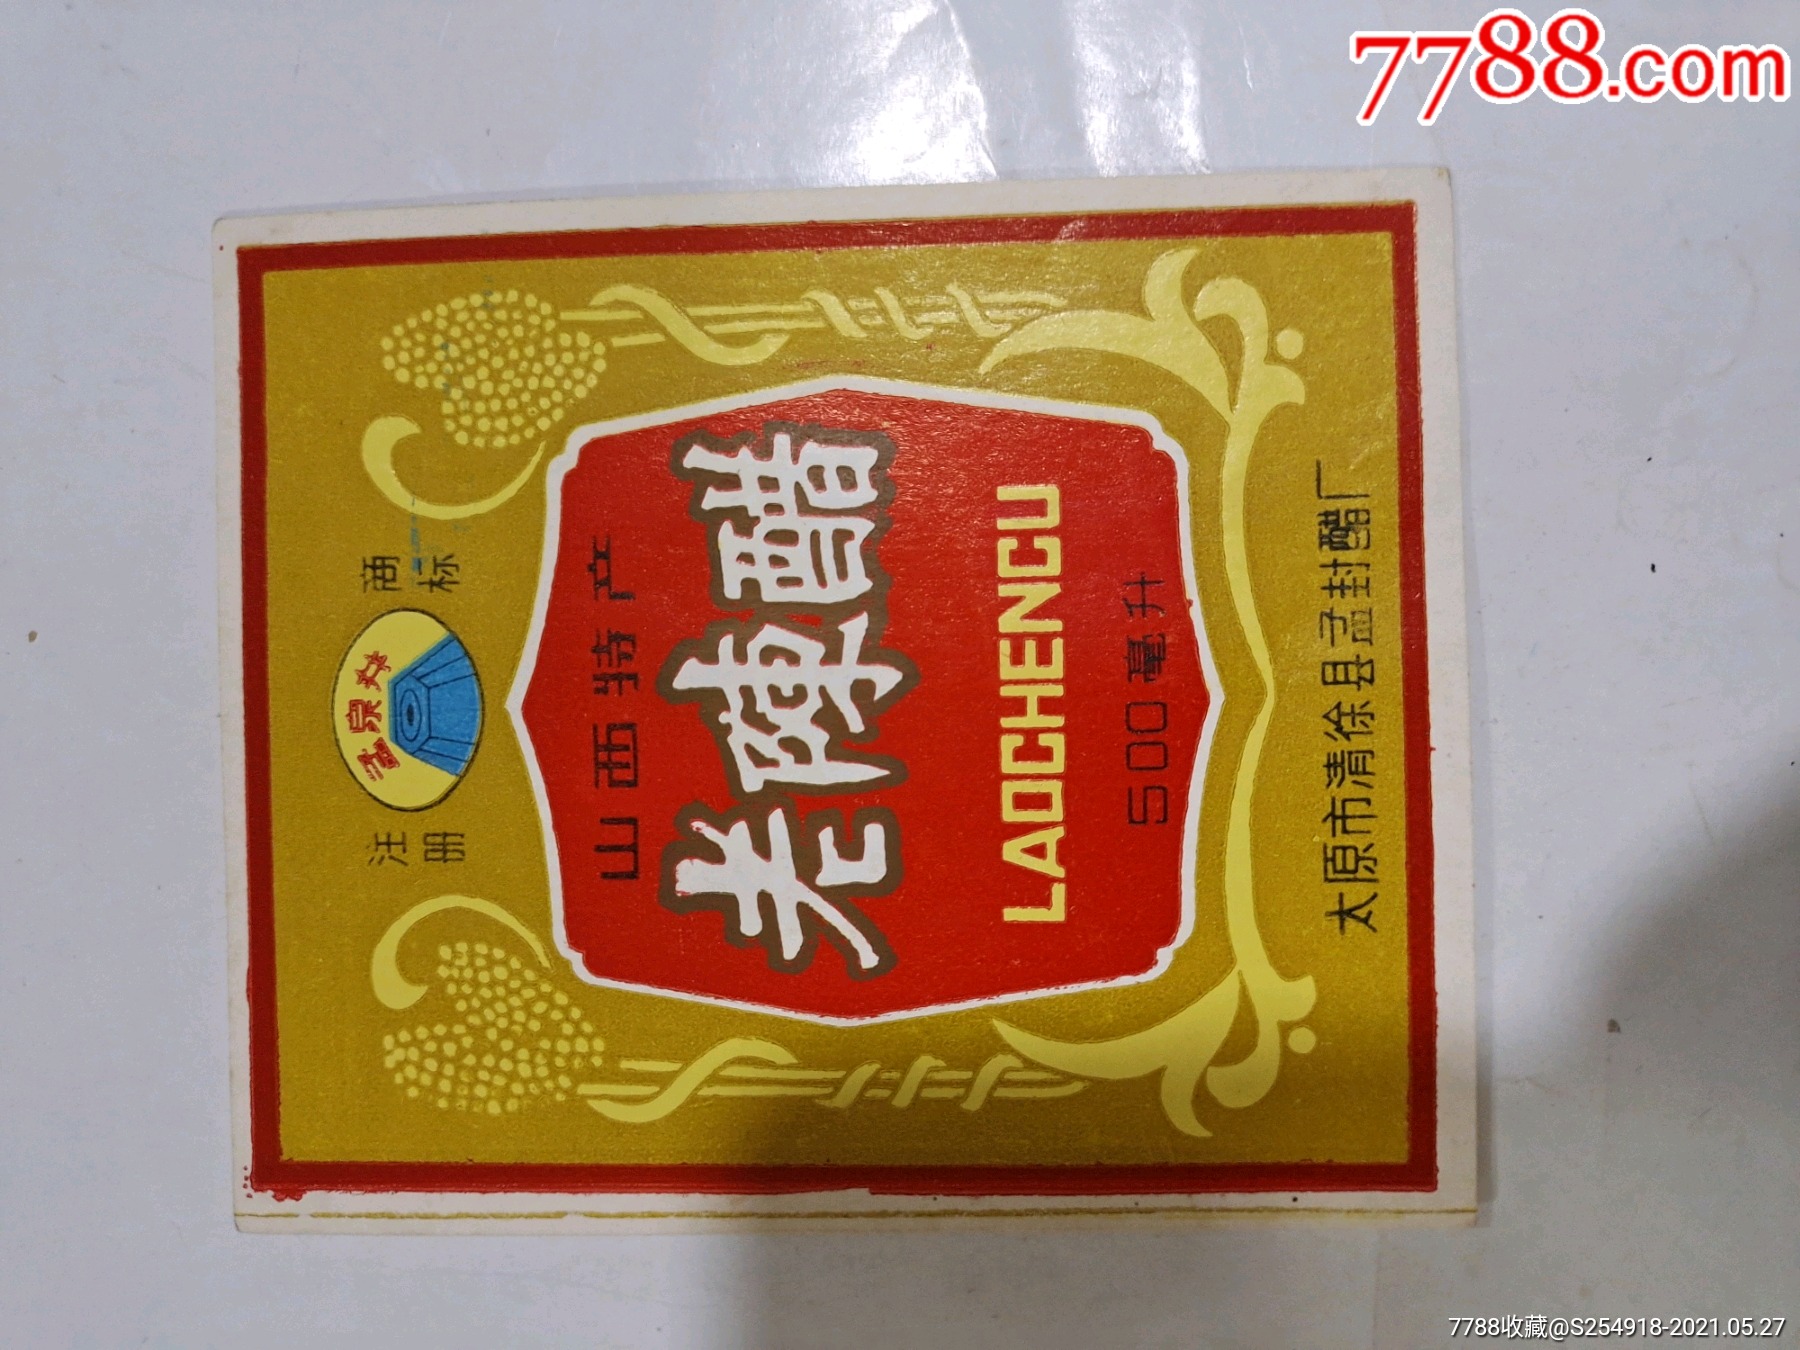 7788.com
注册 商标
孟泉井
山西特产
老陳醋
LAOCHENCU
500毫升
太原市清徐县孟封醋厂
7788收藏@S254918-2021.05.27